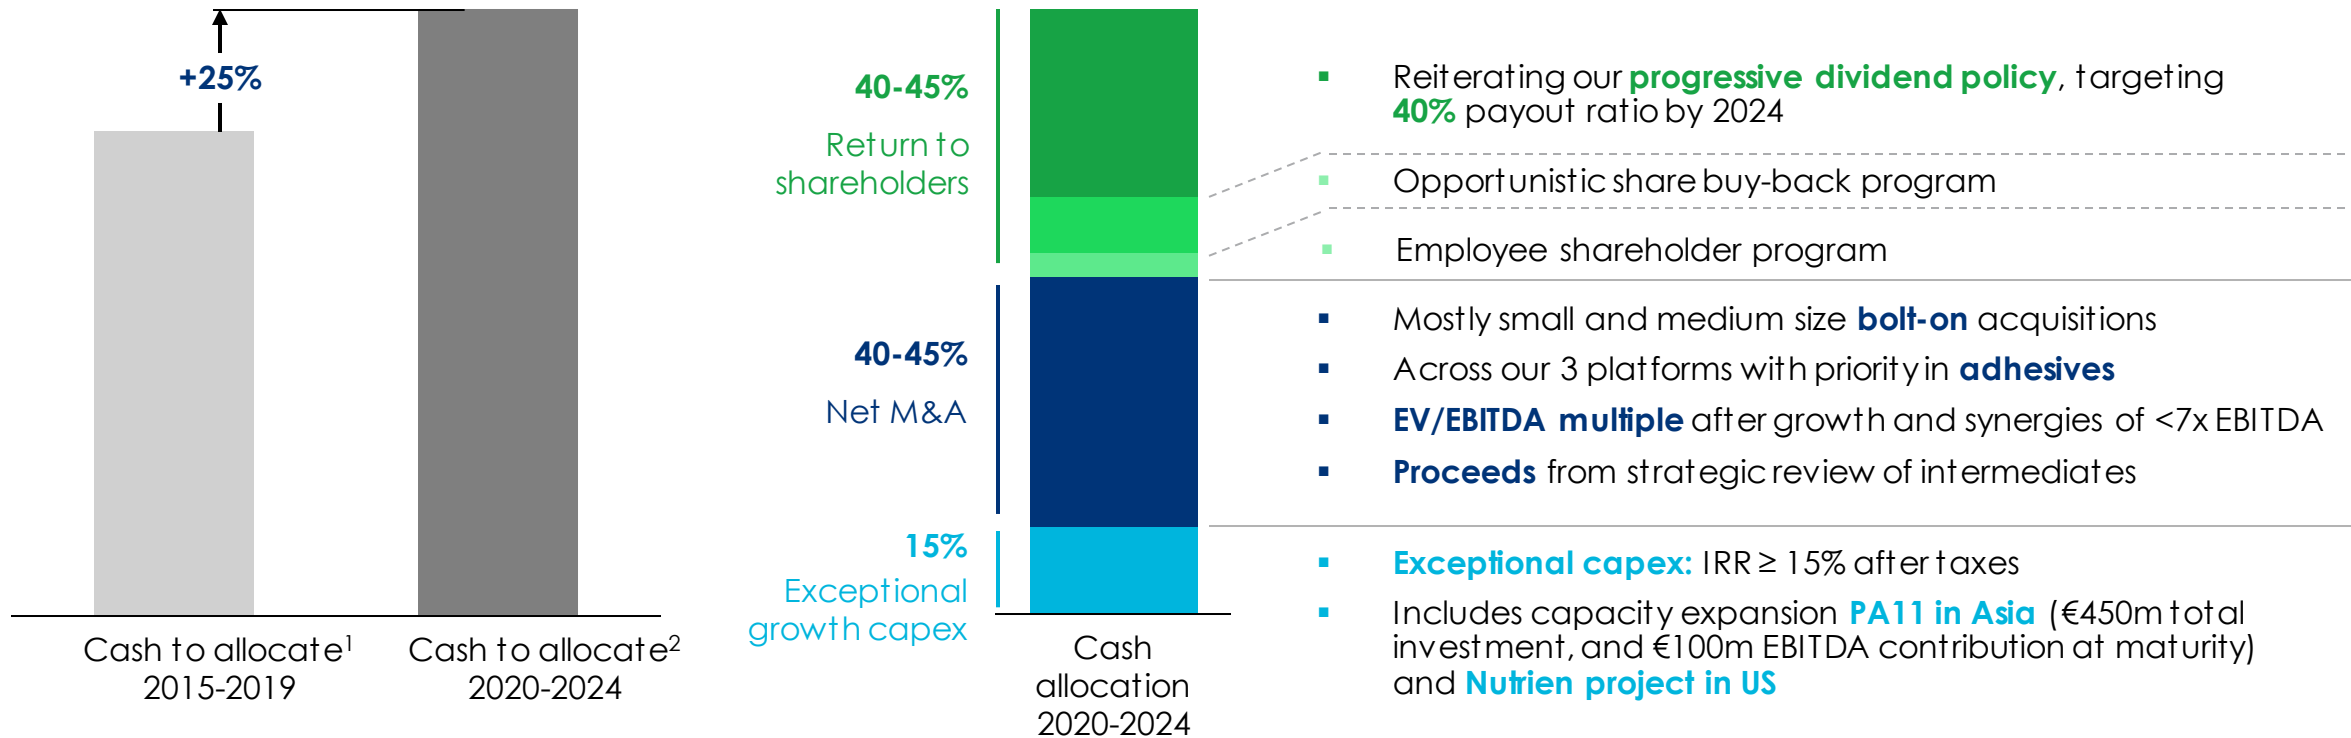 +25%
Cash to allocate1
2015-2019
Cash to allocate2
2020-2024
40-45%
Return to
shareholders
40-45%
Net M&A
15%
Exceptional
growth capex
Cash
allocation
2020-2024
▪ Reiterating our progressive dividend policy, targeting
40% payout ratio by 2024
▪ Opportunistic share buy-back program
▪ Employee shareholder program
▪ Mostly small and medium size bolt-on acquisitions
▪ Across our 3 platforms with priority in adhesives
▪ EV/EBITDA multiple after growth and synergies of <7x EBITDA
▪ Proceeds from strategic review of intermediates
▪ Exceptional capex: IRR ≥ 15% after taxes
▪ Includes capacity expansion PA11 in Asia (€450m total
investment, and €100m EBITDA contribution at maturity)
and Nutrien project in US